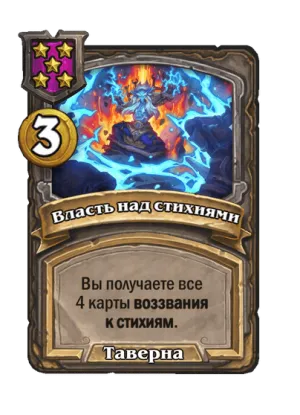 3
Власть над стихиями
Вы получаете все
4 карты воззвания
к стихиям.
Таверна